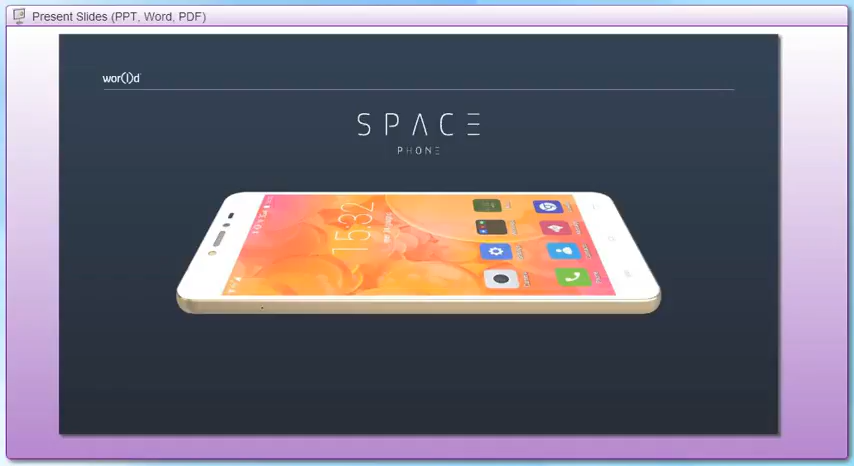 Present Slides (PPT, Word, PDF)
wor(l)d
SPACE
PHONE
15:32